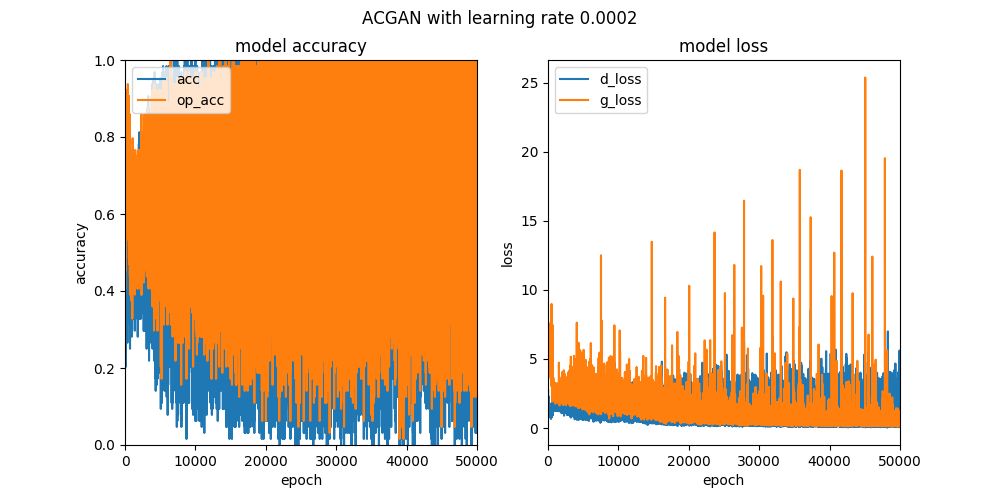 ACGAN with learning rate 0.0002
model accuracy
acc
op_acc
1.0
0.8
0.6
0.4
0.2
0.0
accuracy
0 10000 20000 30000 40000 50000
epoch
model loss
d_loss
g_loss
25
20
15
10
5
0
loss
0 10000 20000 30000 40000 50000
epoch